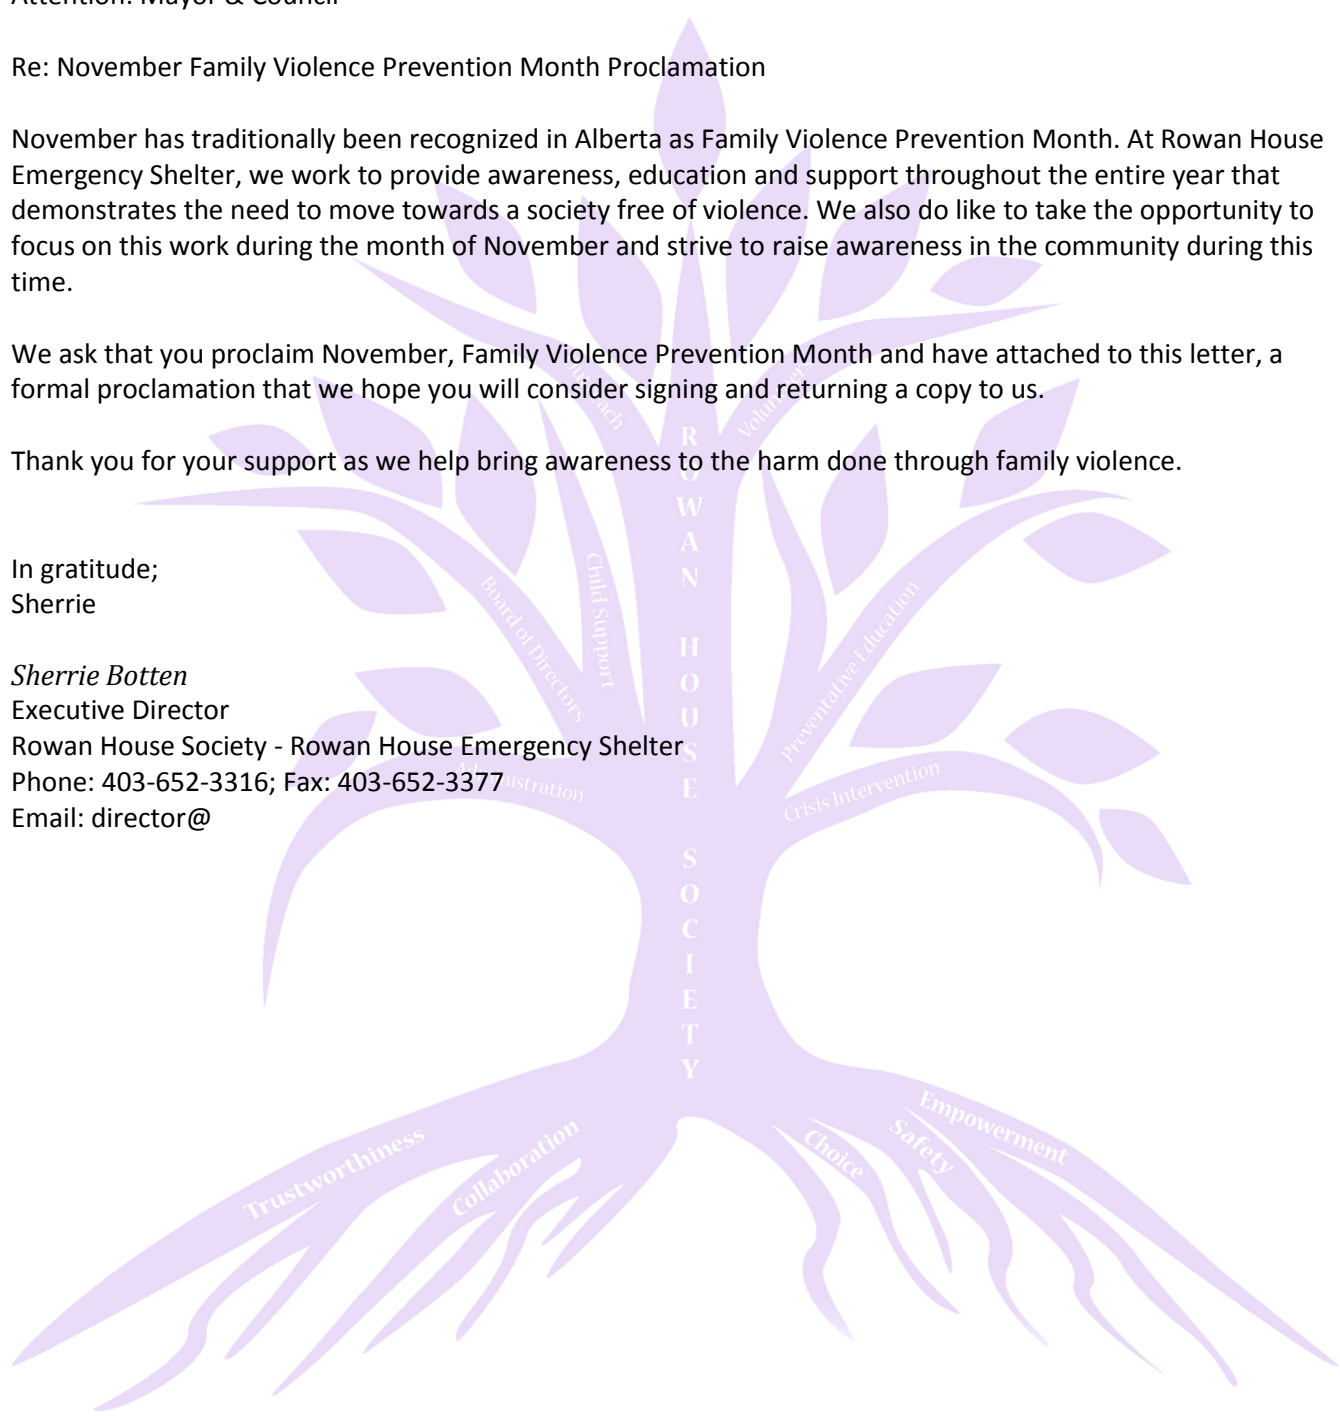 Attention: Mayor & Council
Re: November Family Violence Prevention Month Proclamation
November has traditionally been recognized in Alberta as Family Violence Prevention Month. At Rowan House
Emergency Shelter, we work to provide awareness, education and support throughout the entire year that
demonstrates the need to move towards a society free of violence. We also do like to take the opportunity to
focus on this work during the month of November and strive to raise awareness in the community during this
time.
We ask that you proclaim November, Family Violence Prevention Month and have attached to this letter, a
formal proclamation that we hope you will consider signing and returning a copy to us.
Thank you for your support as we help bring awareness to the harm done through family violence.
In gratitude;
Sherrie
Sherrie Botten
Executive Director
Rowan House Society - Rowan House Emergency Shelter
Phone: 403-652-3316; Fax: 403-652-3377
Email: director@
Outreach
Volunteers
ROWAN HOUSE SOCIETY
Child Support
Board of Directors
Preventative Education
Administration
Crisis Intervention
Trustworthiness
Collaboration
Choice
Safety
Empowerment